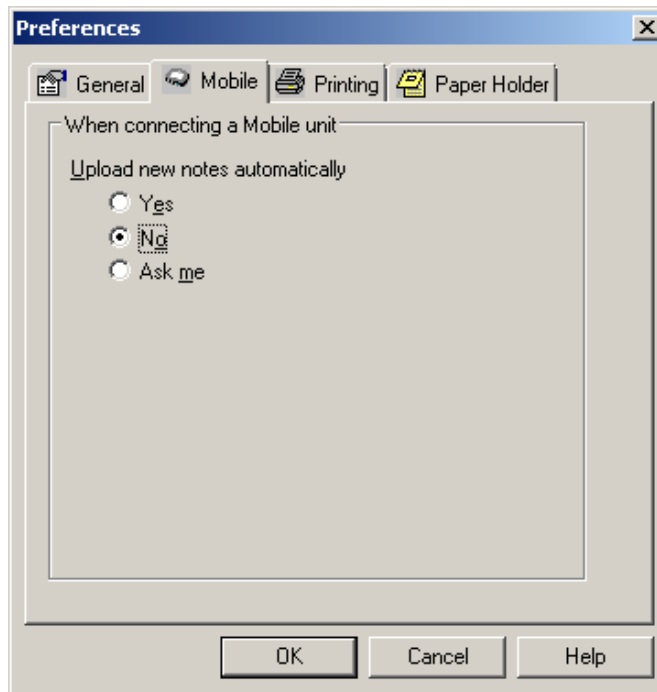 Preferences
General Mobile Printing Paper Holder
When connecting a Mobile unit
Upload new notes automatically
Yes
No
Ask me
OK Cancel Help